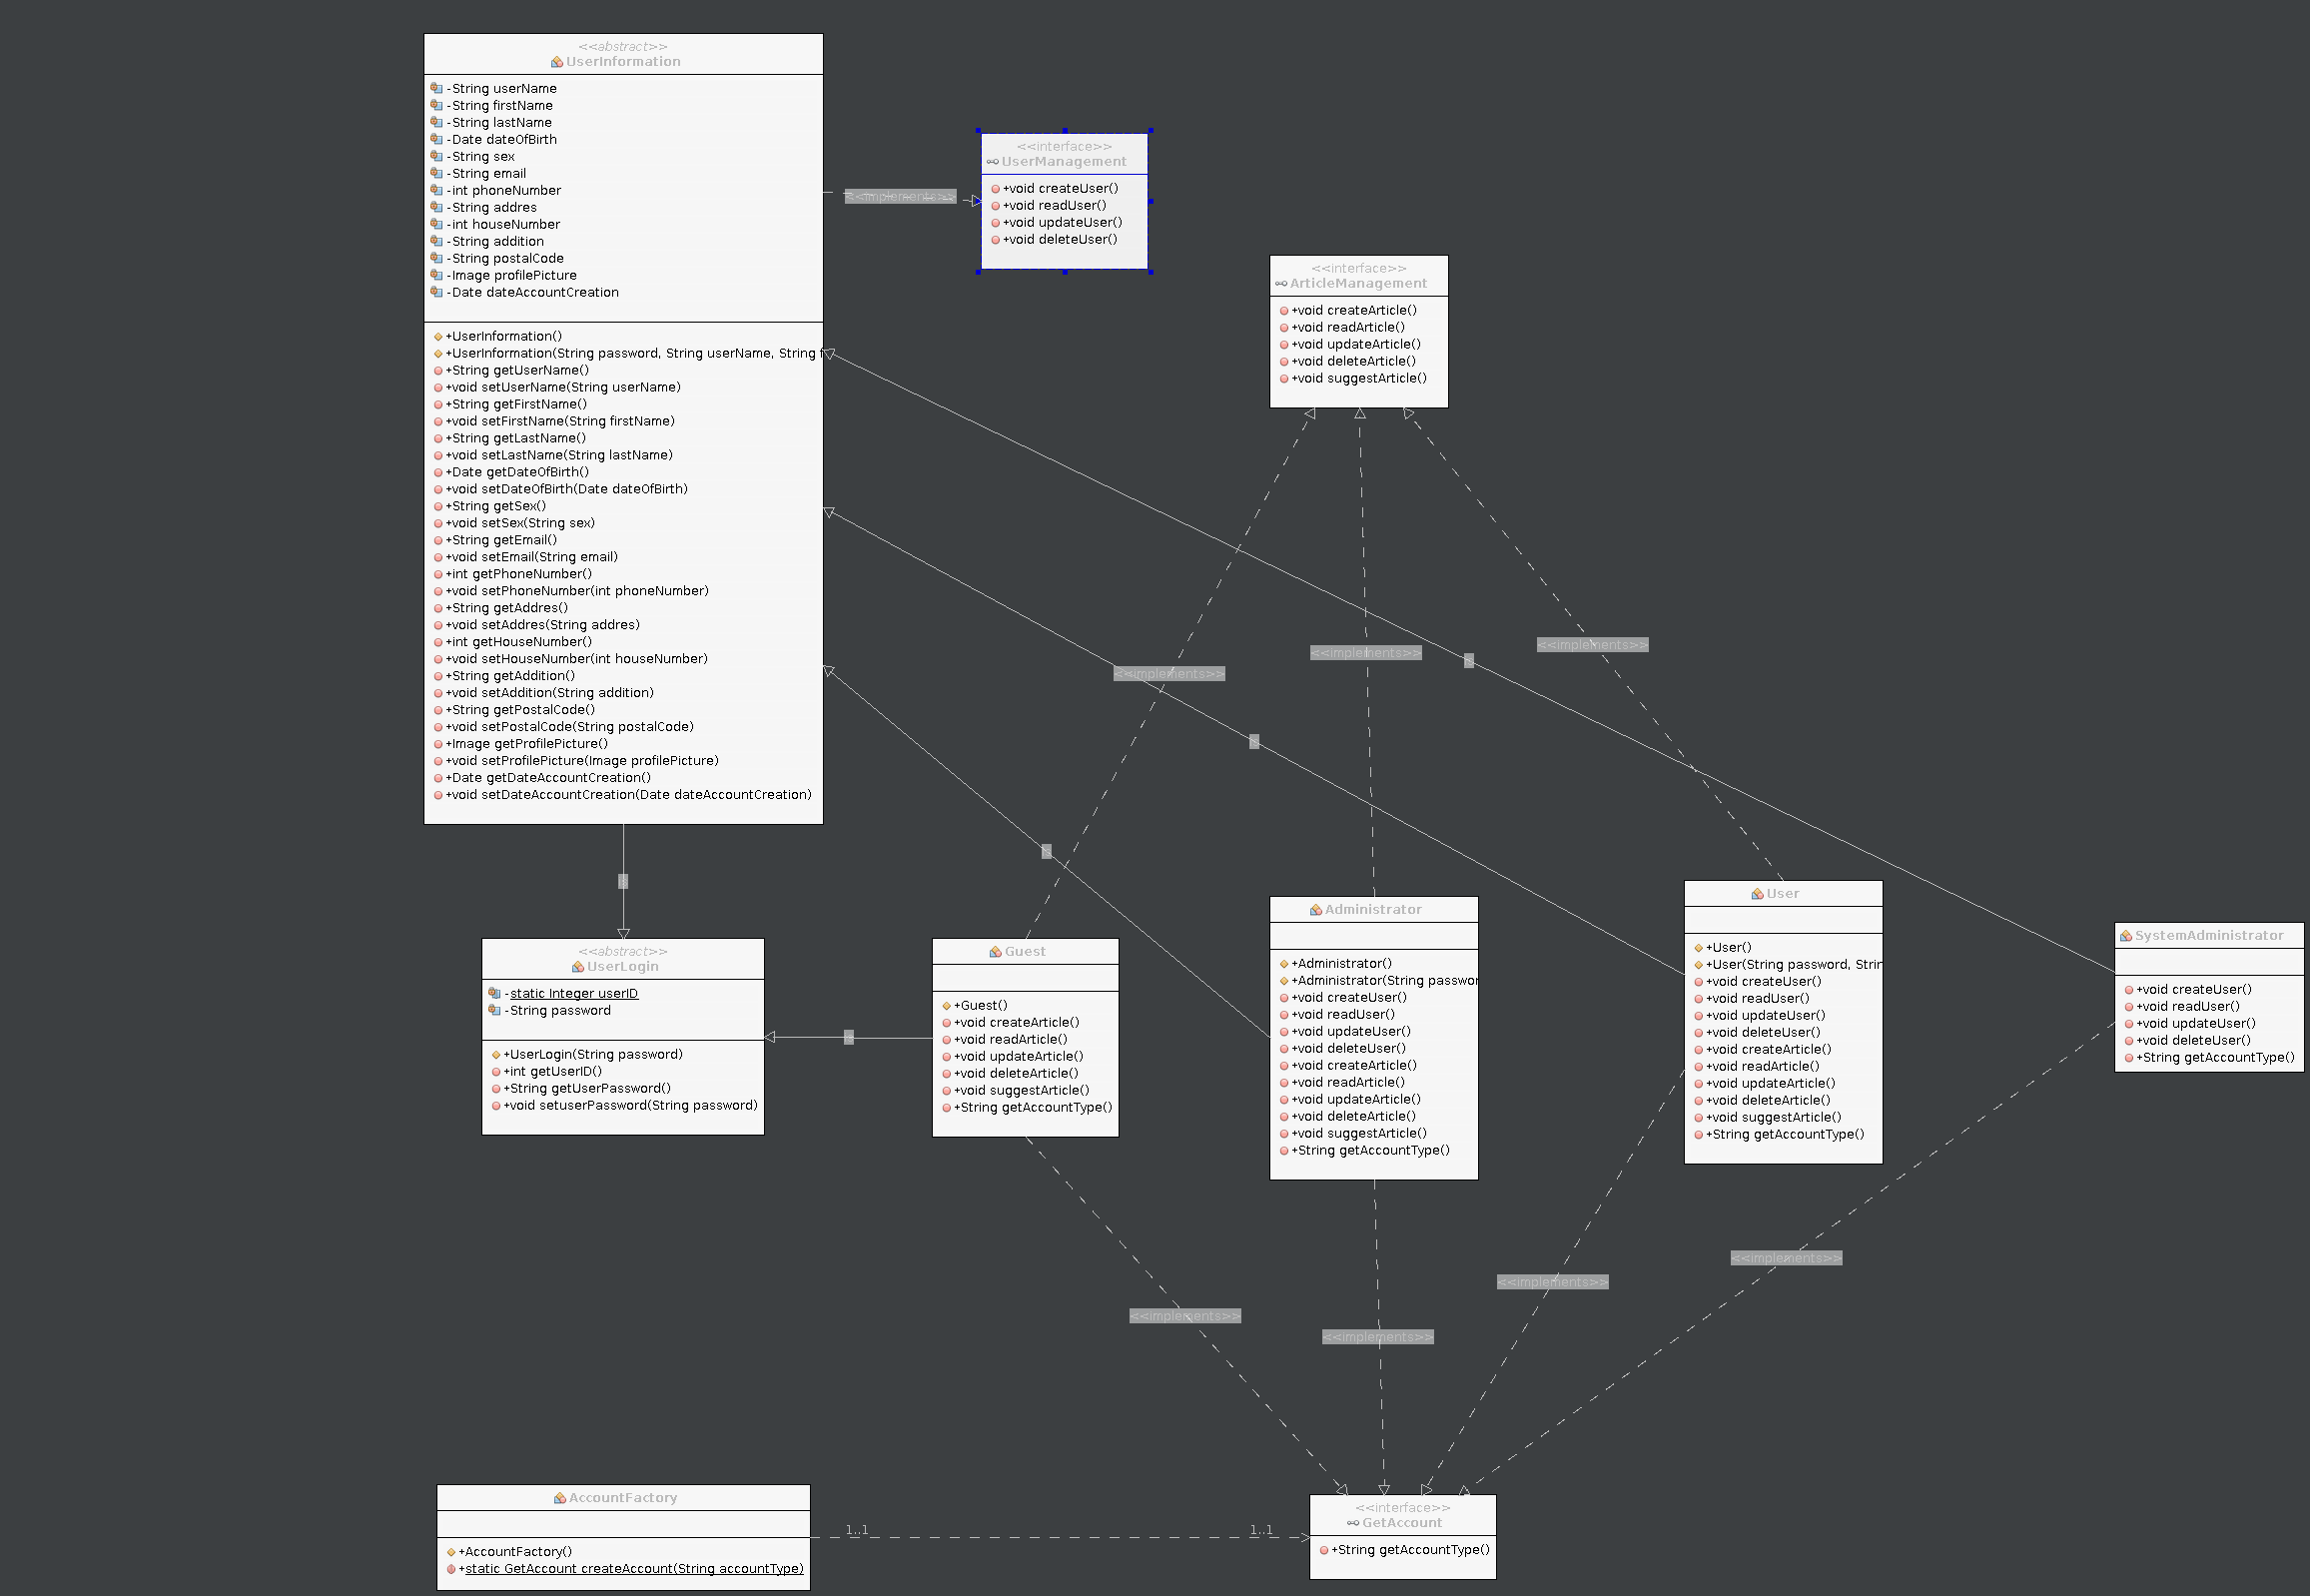 <<abstract>>
UserInformation
-String userName
-String firstName
-String lastName
-Date dateOfBirth
-String sex
-String email
-int phoneNumber
-String addres
-int houseNumber
-String addition
-String postalCode
-Image profilePicture
-Date dateAccountCreation
+UserInformation()
+UserInformation(String password, String userName, String
+String getUserName()
+void setUserName(String userName)
+String getFirstName()
+void setFirstName(String firstName)
+String getLastName()
+void setLastName(String lastName)
+Date getDateOfBirth()
+void setDateOfBirth(Date dateOfBirth)
+String getSex()
+void setSex(String sex)
+String getEmail()
+void setEmail(String email)
+int getPhoneNumber()
+void setPhoneNumber(int phoneNumber)
+String getAddres()
+void setAddres(String addres)
+int getHouseNumber()
+void setHouseNumber(int houseNumber)
+String getAddition()
+void setAddition(String addition)
+String getPostalCode()
+void setPostalCode(String postalCode)
+Image getProfilePicture()
+void setProfilePicture(Image profilePicture)
+Date getDateAccountCreation()
+void setDateAccountCreation(Date dateAccountCreation)
<<implements>>
<<interface>>
UserManagement
+void createUser()
+void readUser()
+void updateUser()
+void deleteUser()
<<interface>>
ArticleManagement
+void createArticle()
+void readArticle()
+void updateArticle()
+void deleteArticle()
+void suggestArticle()
<<implements>>
<<implements>>
<<implements>>
<<abstract>>
UserLogin
-static Integer userID
-String password
+UserLogin(String password)
+int getUserID()
+String getUserPassword()
+void setuserPassword(String password)
Guest
+Guest()
+void createArticle()
+void readArticle()
+void updateArticle()
+void deleteArticle()
+void suggestArticle()
+String getAccountType()
Administrator
+Administrator()
+Administrator(String passwor
+void createUser()
+void readUser()
+void updateUser()
+void deleteUser()
+void createArticle()
+void readArticle()
+void updateArticle()
+void deleteArticle()
+void suggestArticle()
+String getAccountType()
User
+User()
+User(String password, Strin
+void createUser()
+void readUser()
+void updateUser()
+void deleteUser()
+void createArticle()
+void readArticle()
+void updateArticle()
+void deleteArticle()
+void suggestArticle()
+String getAccountType()
SystemAdministrator
+void createUser()
+void readUser()
+void updateUser()
+void deleteUser()
+String getAccountType()
<<implements>>
<<implements>>
<<implements>>
<<implements>>
AccountFactory
+AccountFactory()
+static GetAccount createAccount(String accountType)
1..1
1..1
<<interface>>
GetAccount
+String getAccountType()